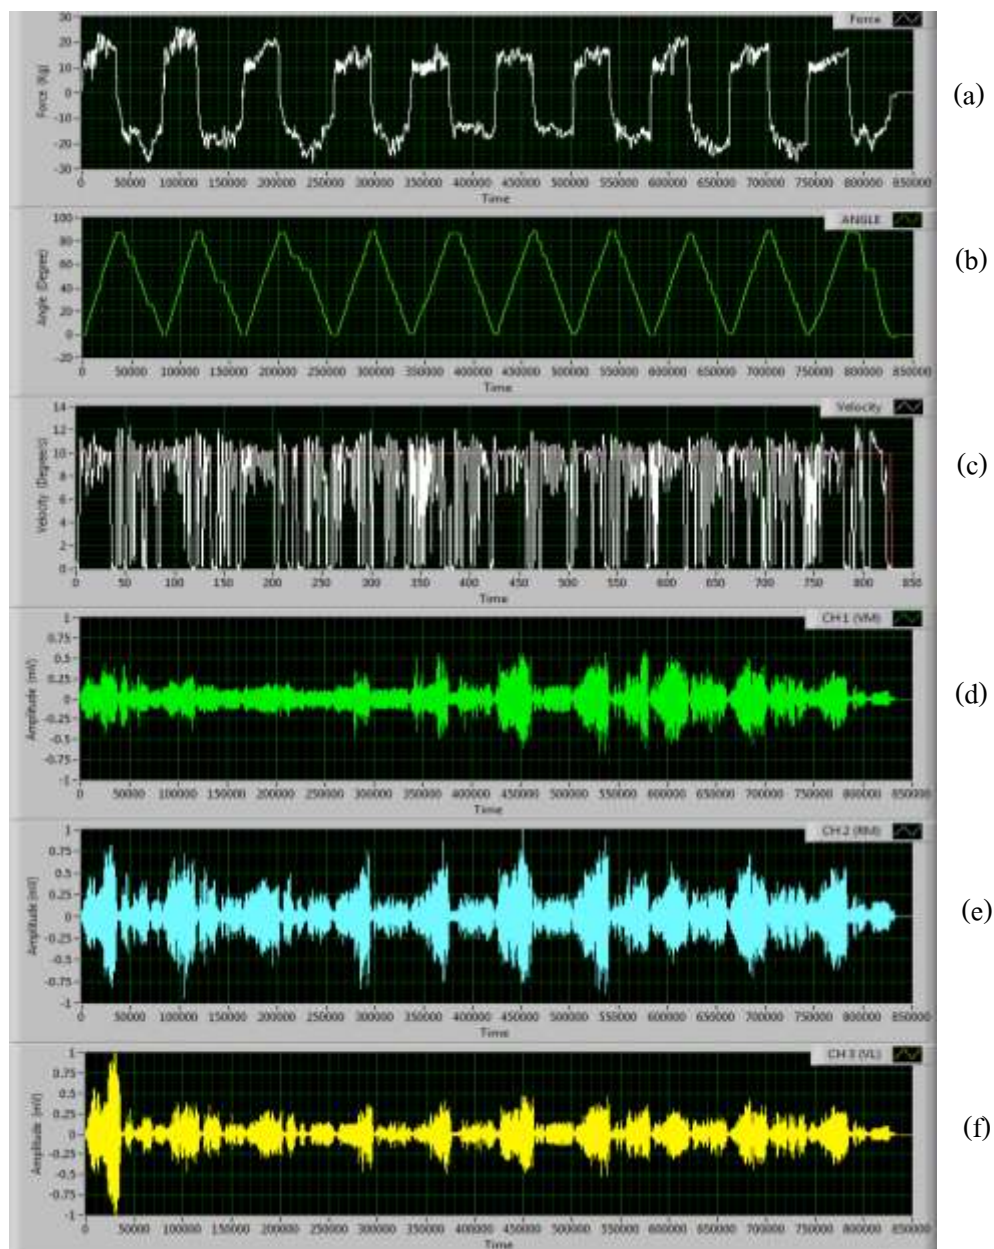 Force
30
20
10
0
-10
-20
-30
Force (Kg)
0 50000 100000 150000 200000 250000 300000 350000 400000 450000 500000 550000 600000 650000 700000 750000 800000 850000
Time
(a)
ANGLE
100
80
60
40
20
0
-20
Angle (Degree)
0 50000 100000 150000 200000 250000 300000 350000 400000 450000 500000 550000 600000 650000 700000 750000 800000 850000
Time
(b)
Velocity
14
12
10
8
6
4
2
0
Velocity (Degree/s)
0 50 100 150 200 250 300 350 400 450 500 550 600 650 700 750 800 850
Time
(c)
CH 1 (VM)
1
0.75
0.5
0.25
0
-0.25
-0.5
-0.75
-1
Amplitude (mV)
0 50000 100000 150000 200000 250000 300000 350000 400000 450000 500000 550000 600000 650000 700000 750000 800000 850000
Time
(d)
CH 2 (RM)
1
0.75
0.5
0.25
0
-0.25
-0.5
-0.75
-1
Amplitude (mV)
0 50000 100000 150000 200000 250000 300000 350000 400000 450000 500000 550000 600000 650000 700000 750000 800000 850000
Time
(e)
CH 3 (VL)
1
0.75
0.5
0.25
0
-0.25
-0.5
-0.75
-1
Amplitude (mV)
0 50000 100000 150000 200000 250000 300000 350000 400000 450000 500000 550000 600000 650000 700000 750000 800000 850000
Time
(f)